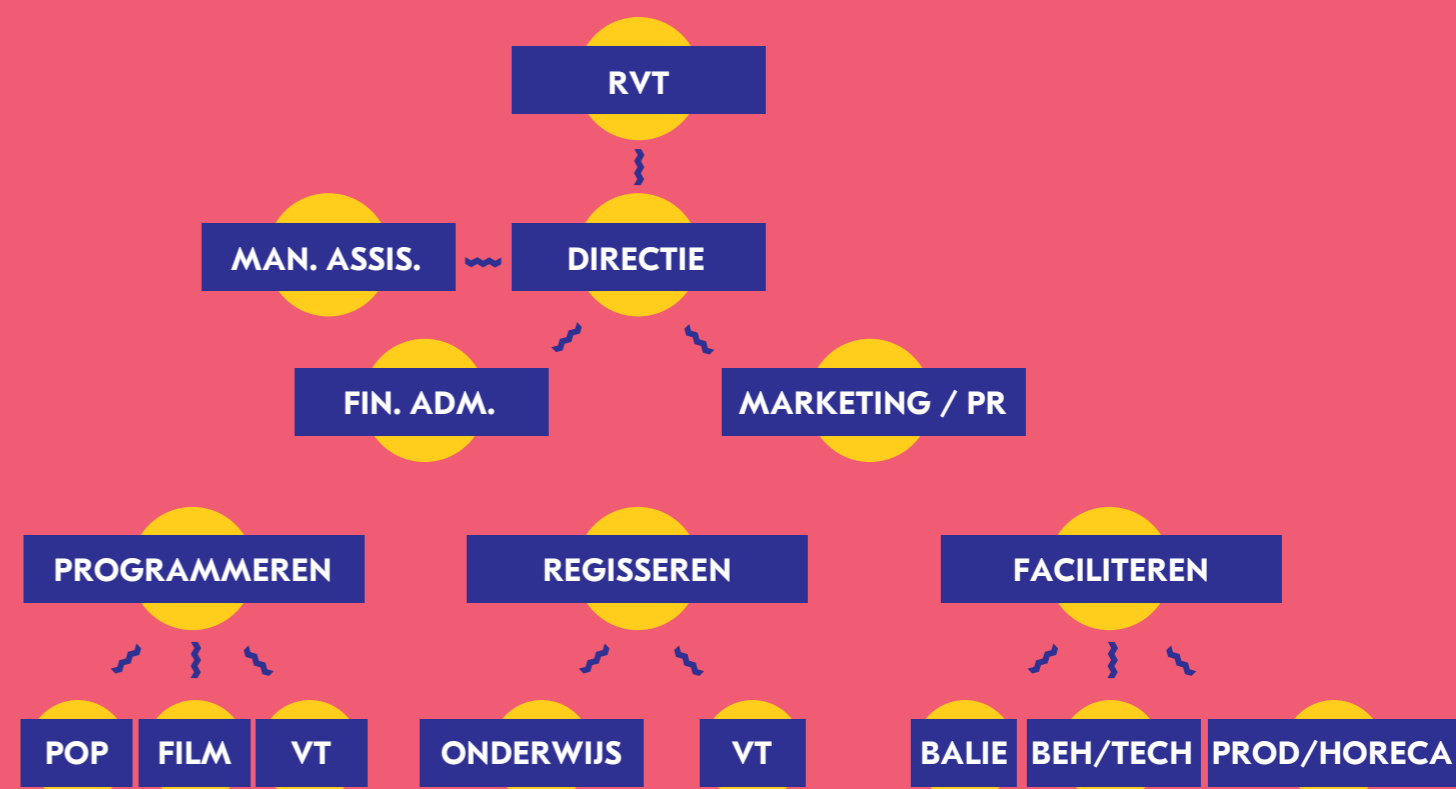 RVT
MAN. ASSIS.
DIRECTIE
FIN. ADM.
MARKETING / PR
PROGRAMMEREN
REGISSEREN
FACILITEREN
POP
FILM
VT
ONDERWIJS
VT
BALIE
BEH/TECH
PROD/HORECA